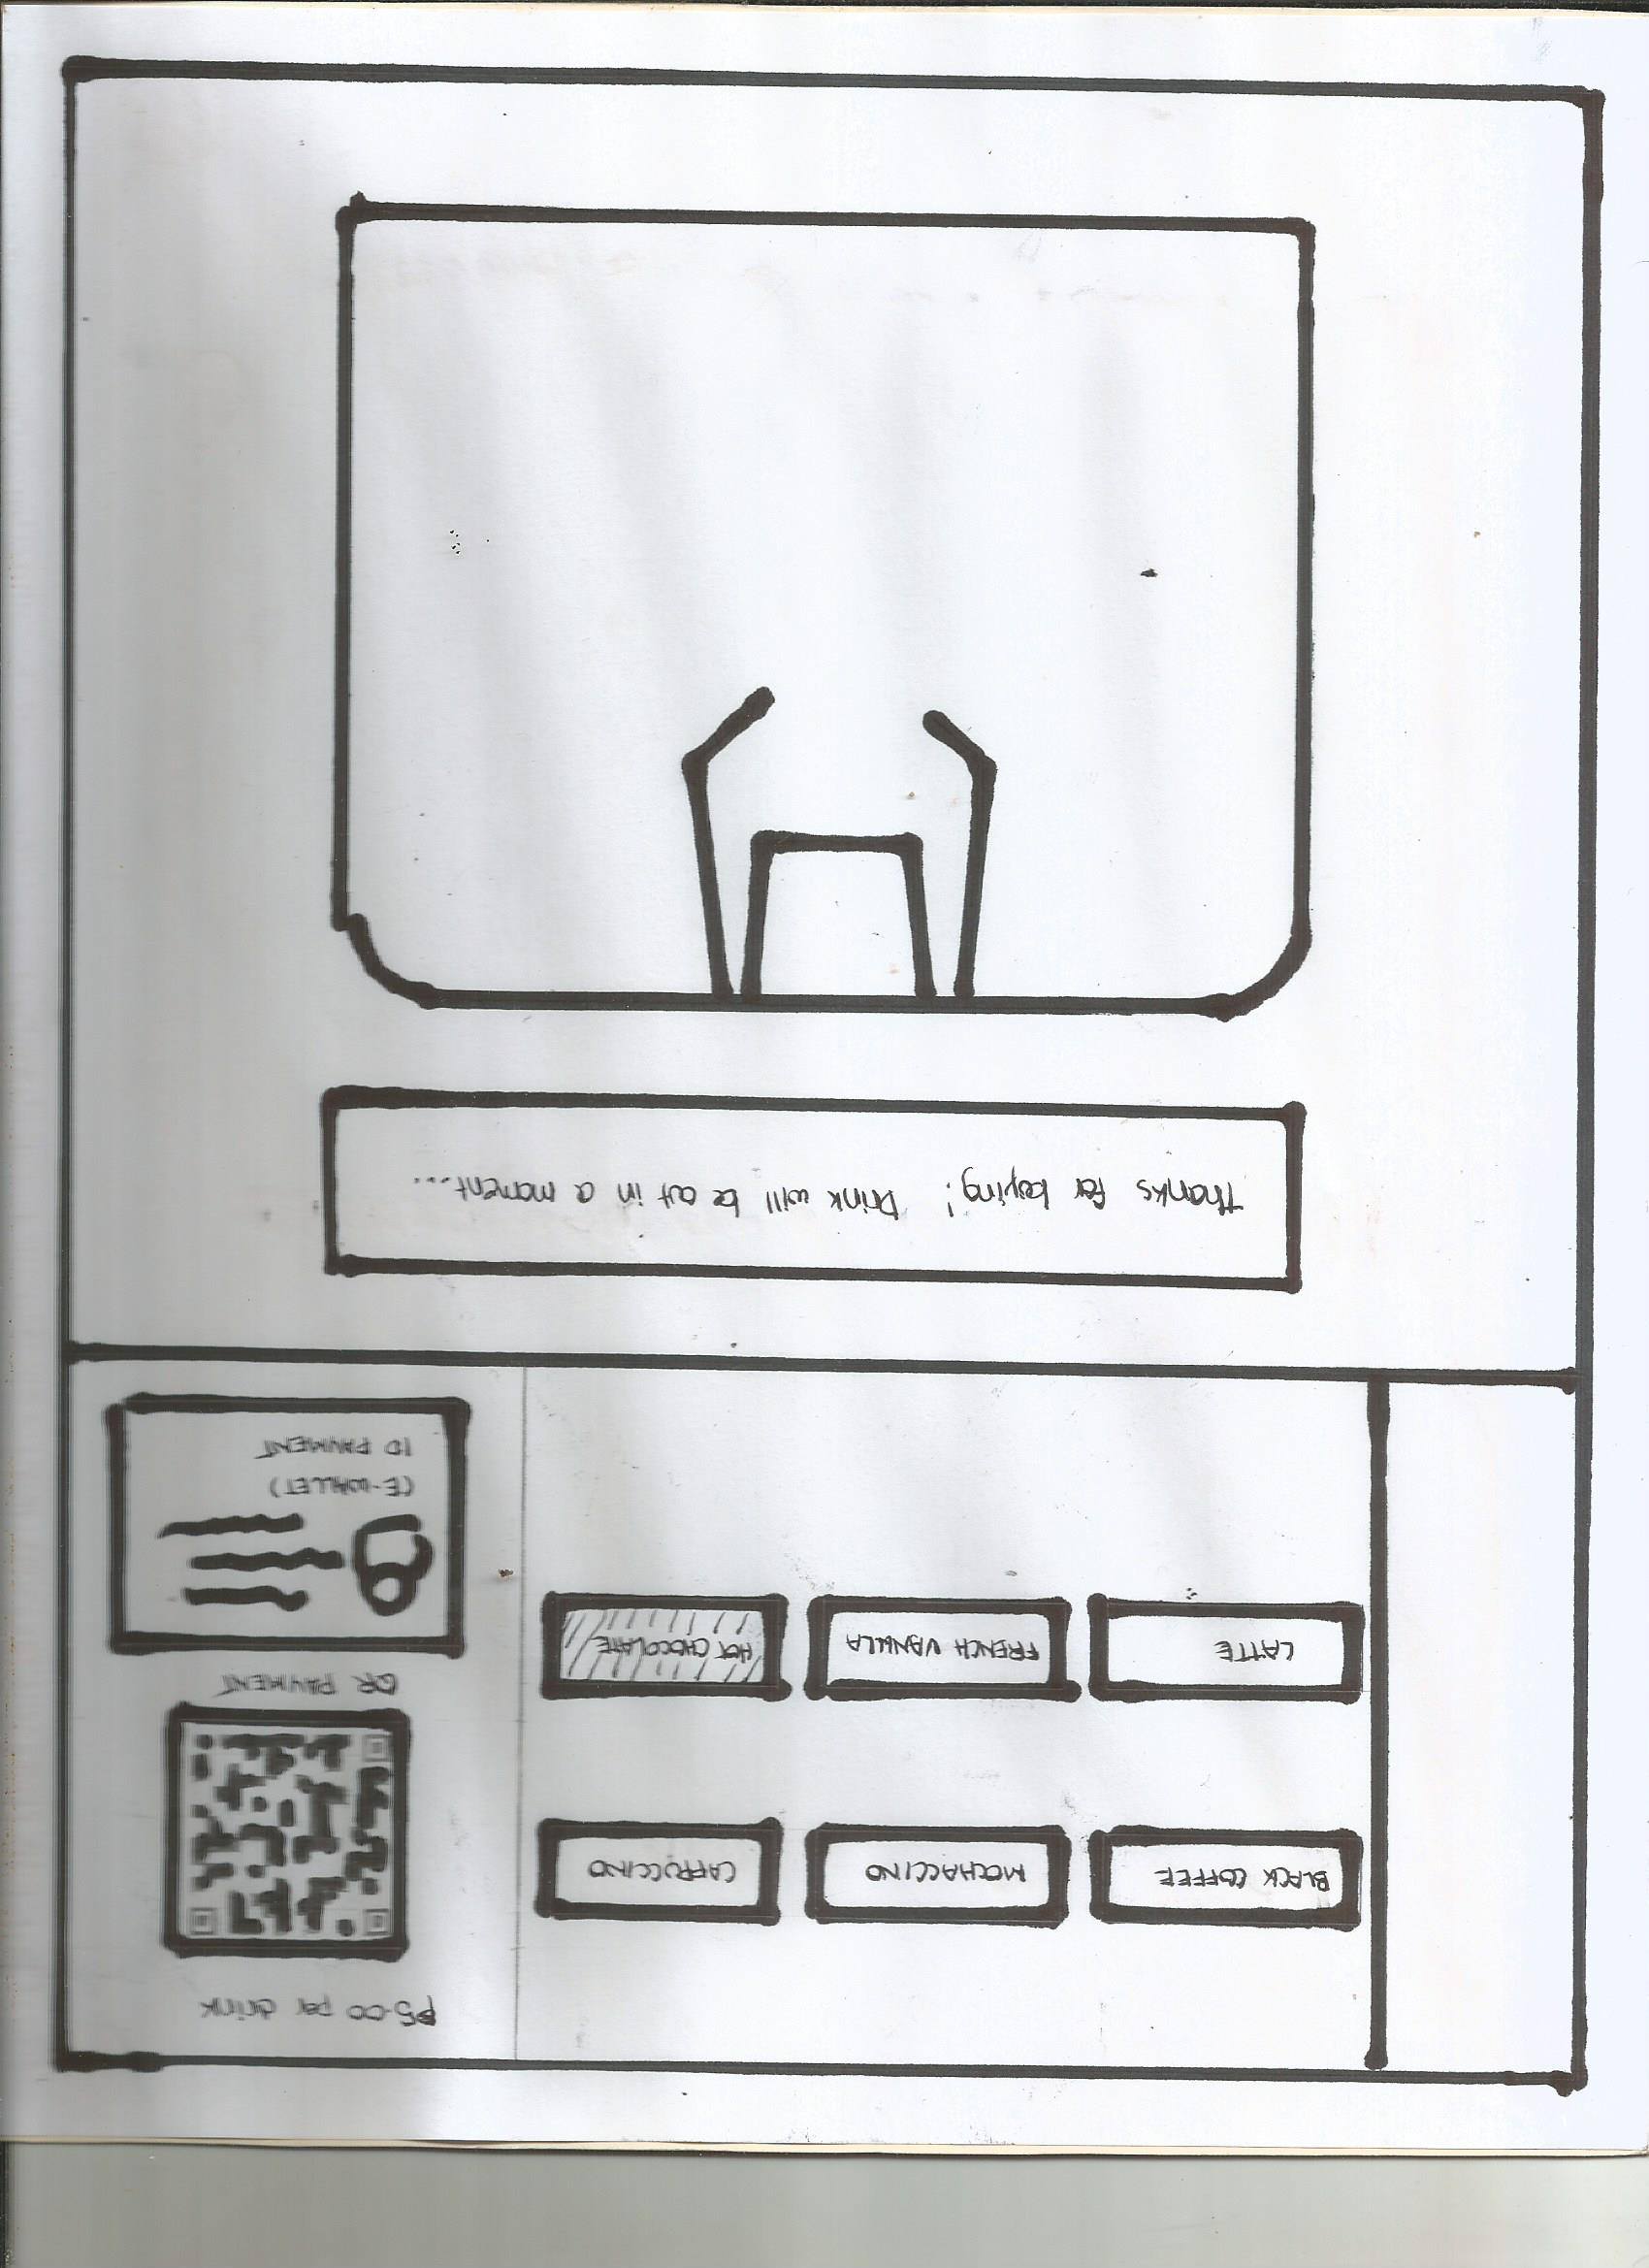 BLACK COFFEE
MOCHACCINO
CAPPUCCINO
LATTE
FRENCH VANILLA
HOT CHOCOLATE
₱5.00 per drink
QR PAYMENT
(E-WALLET)
ID PAYMENT
Thanks for buying! Drink will be out in a moment...